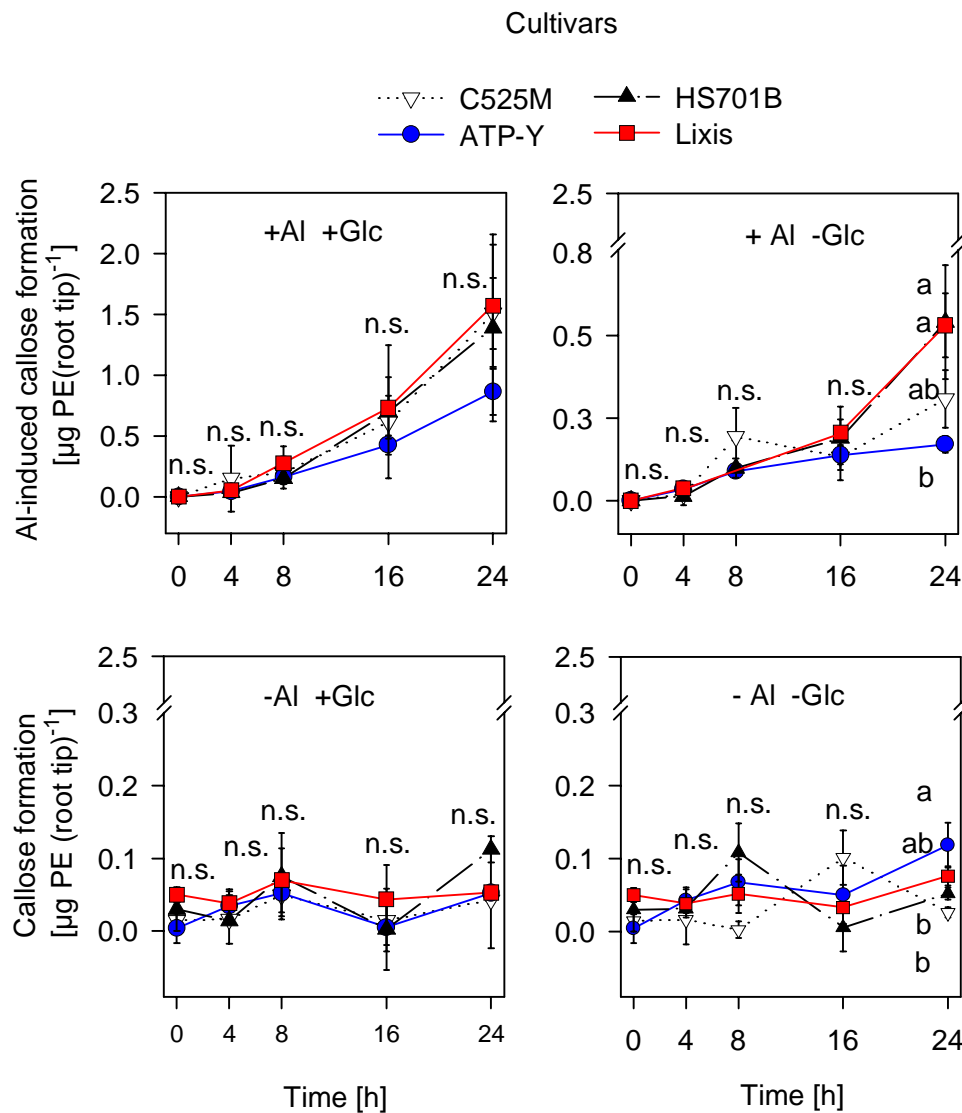 Cultivars
C525M
HS701B
ATP-Y
Lixis
Al-induced callose formation
[µg PE(root tip)-1]
2.5
2.0
1.5
1.0
0.5
0.0
+Al +Glc
n.s.
n.s.
n.s.
n.s.
n.s.
0 4 8 16 24
2.5
0.8
0.5
0.3
0.0
+ Al -Glc
a
a
ab
b
n.s.
n.s.
n.s.
n.s.
0 4 8 16 24
Callose formation
[µg PE (root tip)-1]
2.5
0.3
0.2
0.1
0.0
-Al +Glc
n.s.
n.s.
n.s.
n.s.
n.s.
0 4 8 16 24
Time [h]
2.5
0.3
0.2
0.1
0.0
- Al -Glc
a
ab
b
b
n.s.
n.s.
n.s.
n.s.
0 4 8 16 24
Time [h]